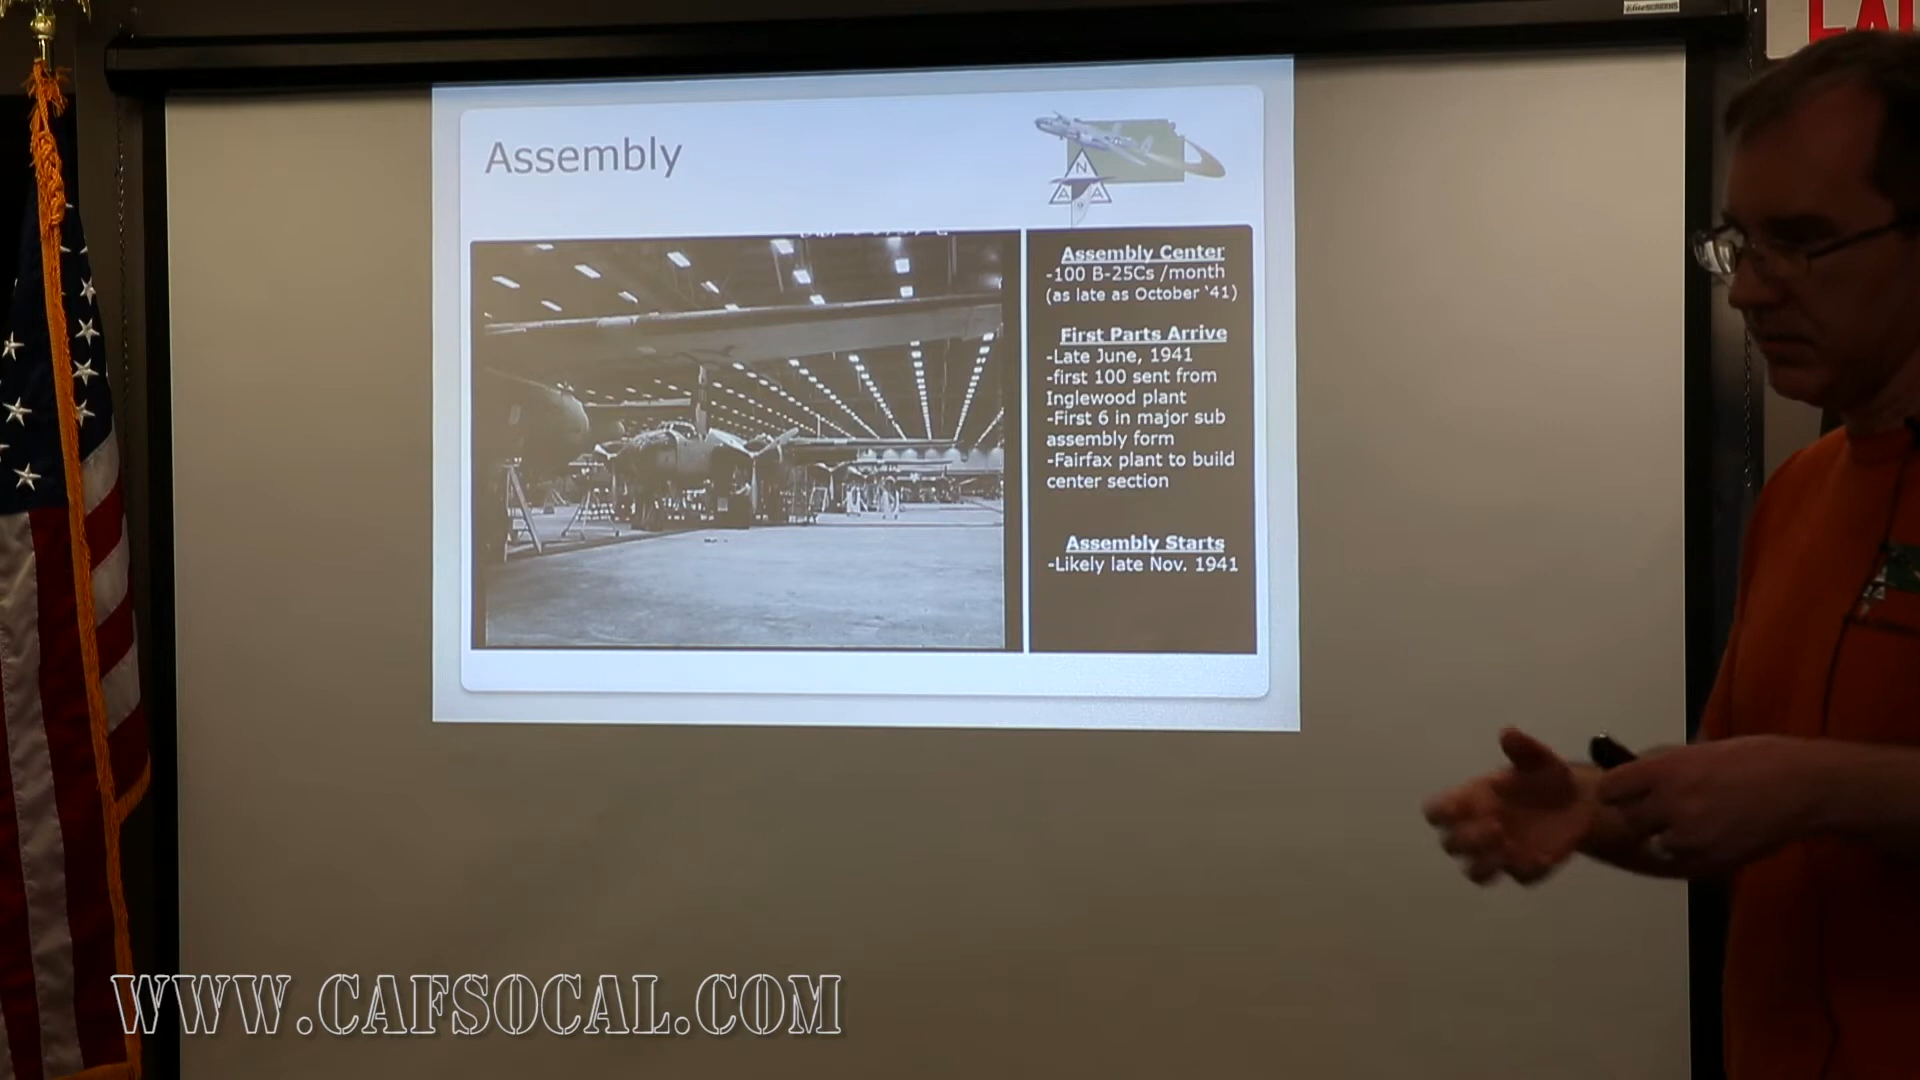 Elite SCREENS
Assembly
N
A A
Assembly Center
-100 B-25Cs /month
(as late as October ‘41)
First Parts Arrive
-Late June, 1941
-first 100 sent from
Inglewood plant
-First 6 in major sub
assembly form
-Fairfax plant to build
center section
Assembly Starts
-Likely late Nov. 1941
WWW.CAFSOCAL.COM